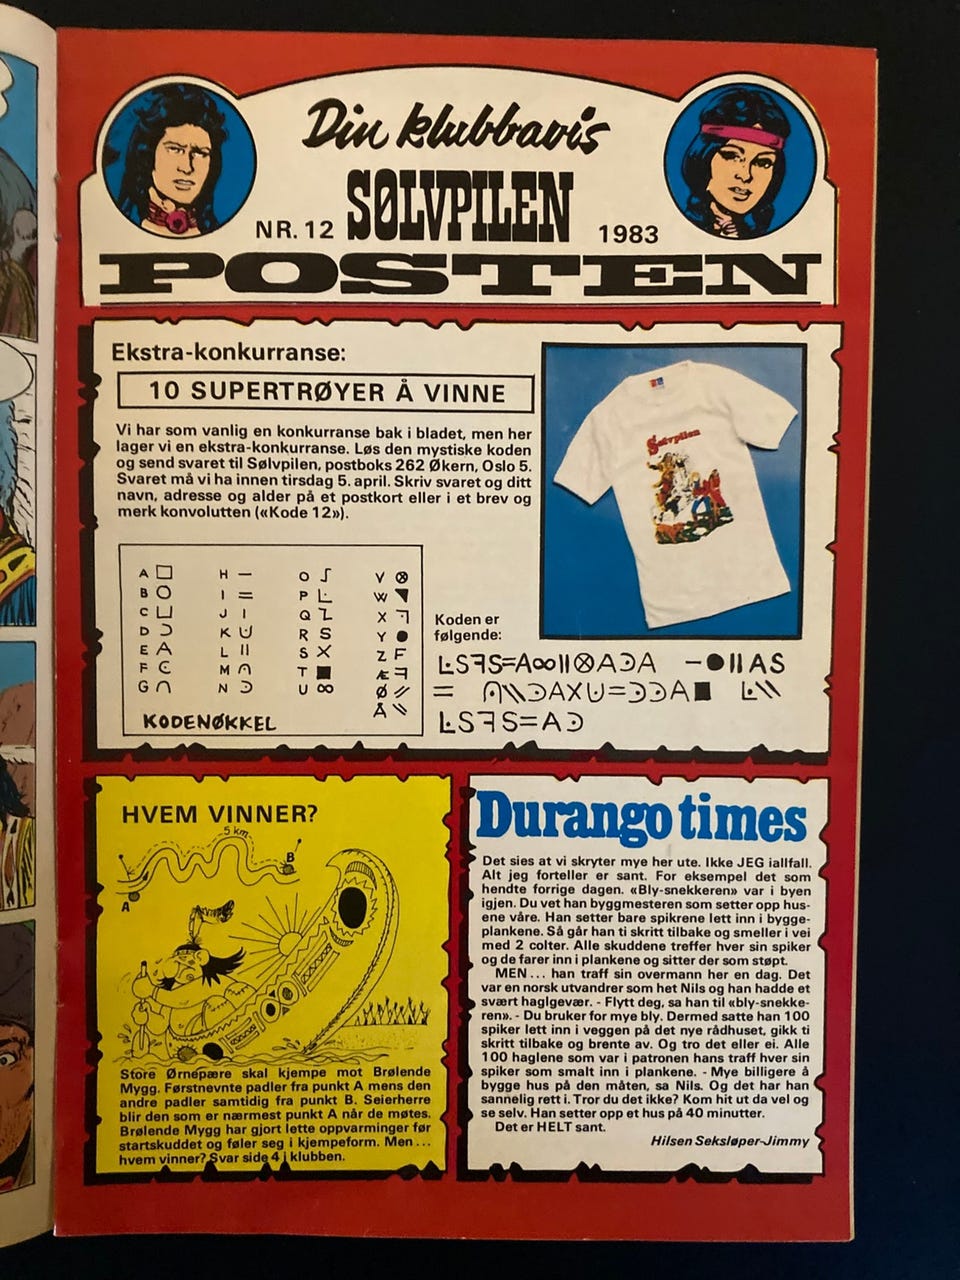 Din klubbavis
NR. 12 SØLVPILEN 1983
POSTEN
Ekstra-konkurranse:
10 SUPERTRØYER Å VINNE
Vi har som vanlig en konkurranse bak i bladet, men her
lager vi en ekstra-konkurranse. Løs den mystiske koden
og send svaret til Sølvpilen, postboks 262 Økern, Oslo 5.
Svaret må vi ha innen tirsdag 5. april. Skriv svaret og ditt
navn, adresse og alder på et postkort eller i et brev og
merk konvolutten («Kode 12»).
Sølvpilen
A H O V
B I P W
C J Q X
D K R Y
E L S Z
F M T Æ
G N U Ø
Å
KODENØKKEL
Koden er
følgende:
HVEM VINNER?
5 km
B
A
Store Ørnepære skal kjempe mot Brølende
Mygg. Førstnevnte padler fra punkt A mens den
andre padler samtidig fra punkt B. Seierherre
blir den som er nærmest punkt A når de møtes.
Brølende Mygg har gjort lette oppvarminger før
startskuddet og føler seg i kjempeform. Men...
hvem vinner? Svar side 4 i klubben.
Durango times
Det sies at vi skryter mye her ute. Ikke JEG iallfall.
Alt jeg forteller er sant. For eksempel det som
hendte forrige dagen. «Bly-snekkeren» var i byen
igjen. Du vet han byggmesteren som setter opp hus-
ene våre. Han setter bare spikrene lett inn i bygge-
plankene. Så går han ti skritt tilbake og smeller i vei
med 2 colter. Alle skuddene treffer hver sin spiker
og de farer inn i plankene og sitter der som støpt.
MEN... han traff sin overmann her en dag. Det
var en norsk utvandrer som het Nils og han hadde et
svært haglgevær. - Flytt deg, sa han til «bly-snekke-
ren». - Du bruker for mye bly. Dermed satte han 100
spiker lett inn i veggen på det nye rådhuset, gikk ti
skritt tilbake og brente av. Og tro det eller ei. Alle
100 haglene som var i patronen hans traff hver sin
spiker som smalt inn i plankene. - Mye billigere å
bygge hus på den måten, sa Nils. Og det har han
sannelig rett i. Tror du det ikke? Kom hit ut da vel og
se selv. Han setter opp et hus på 40 minutter.
Det er HELT sant.
Hilsen Seksløper-Jimmy